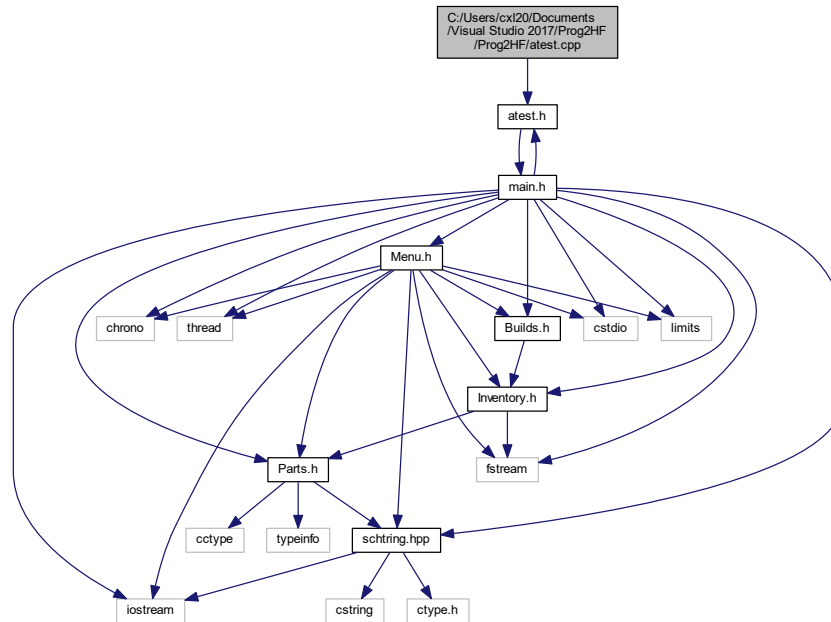 C:/Users/cxl20/Documents
/Visual Studio 2017/Prog2HF
/Prog2HF/atest.cpp
atest.h
main.h
Menu.h
chrono
thread
Builds.h
cstdio
limits
Inventory.h
Parts.h
fstream
cctype
typeinfo
schtring.hpp
iostream
cstring
ctype.h